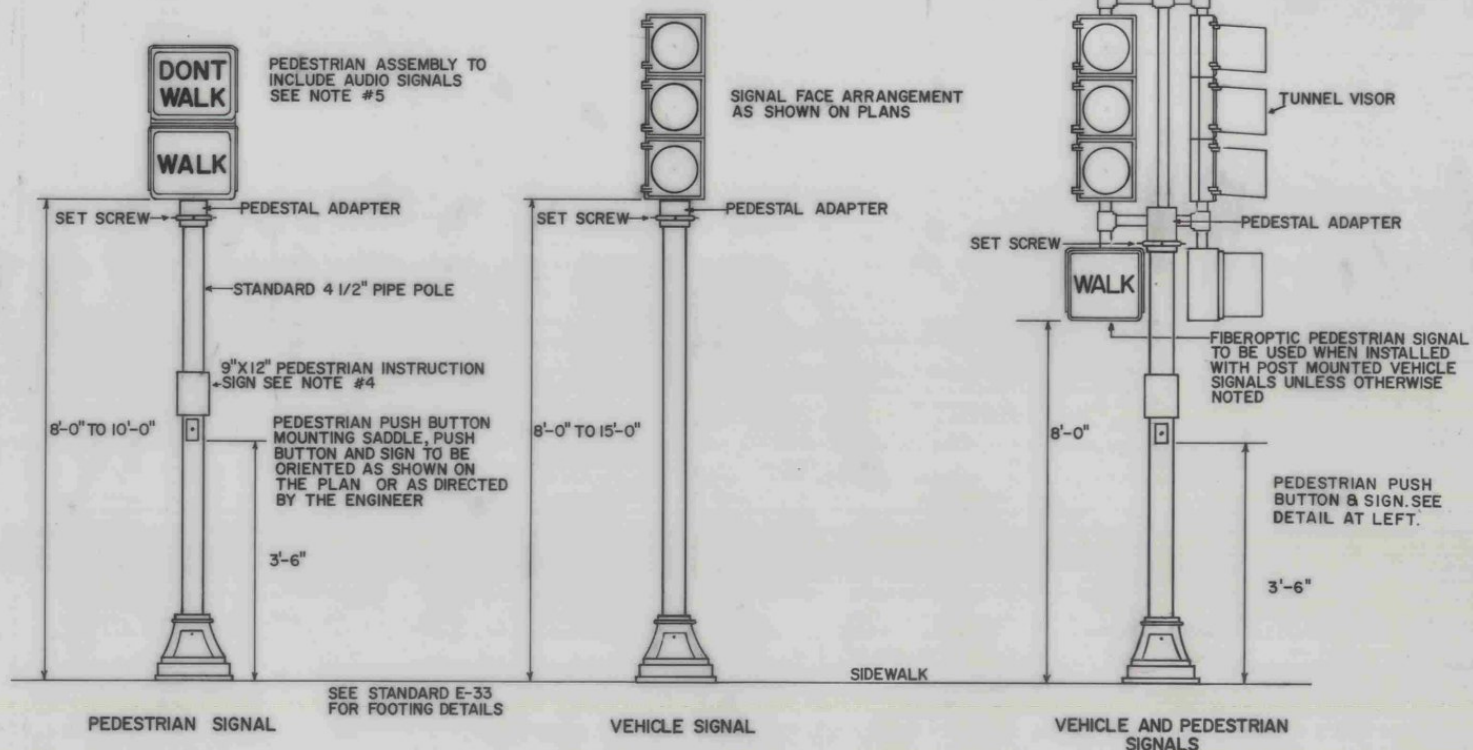 DONT
WALK
WALK
PEDESTRIAN ASSEMBLY TO
INCLUDE AUDIO SIGNALS
SEE NOTE #5
SET SCREW
PEDESTAL ADAPTER
STANDARD 4 1/2" PIPE POLE
9"X12" PEDESTRIAN INSTRUCTION
SIGN SEE NOTE #4
8'-0" TO 10'-0"
PEDESTRIAN PUSH BUTTON
MOUNTING SADDLE, PUSH
BUTTON AND SIGN TO BE
ORIENTED AS SHOWN ON
THE PLAN OR AS DIRECTED
BY THE ENGINEER
3'-6"
SEE STANDARD E-33
FOR FOOTING DETAILS
PEDESTRIAN SIGNAL
SIGNAL FACE ARRANGEMENT
AS SHOWN ON PLANS
SET SCREW
PEDESTAL ADAPTER
8'-0" TO 15'-0"
VEHICLE SIGNAL
SIDEWALK
TUNNEL VISOR
PEDESTAL ADAPTER
SET SCREW
WALK
FIBEROPTIC PEDESTRIAN SIGNAL
TO BE USED WHEN INSTALLED
WITH POST MOUNTED VEHICLE
SIGNALS UNLESS OTHERWISE
NOTED
8'-0"
PEDESTRIAN PUSH
BUTTON & SIGN. SEE
DETAIL AT LEFT.
3'-6"
VEHICLE AND PEDESTRIAN
SIGNALS